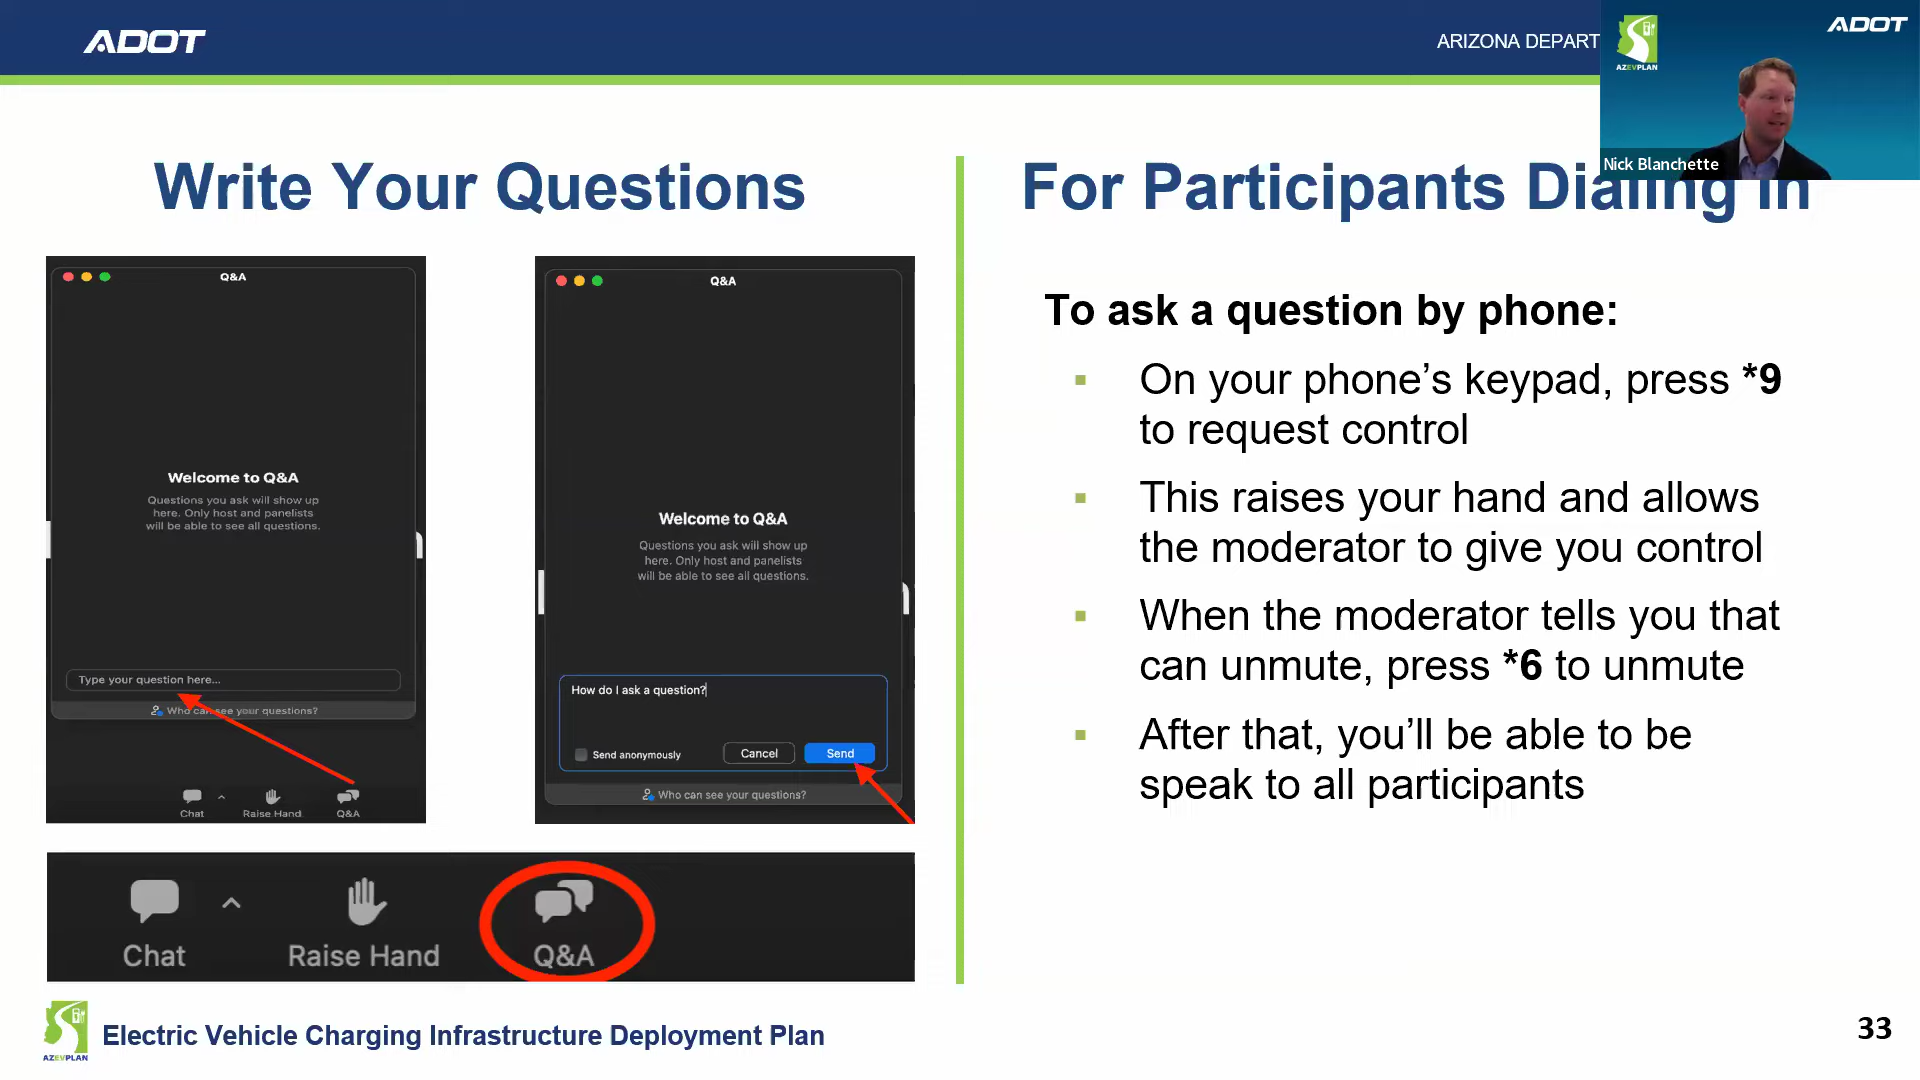 ADOT
ARIZONA DEPART
AZEVPLAN
ADOT
Nick Blanchette
Write Your Questions
Q&A
Welcome to Q&A
Questions you ask will show up
here. Only host and panelists
will be able to see all questions.
Type your question here...
Who can see your questions?
Chat
Raise Hand
Q&A
Q&A
Welcome to Q&A
Questions you ask will show up
here. Only host and panelists
will be able to see all questions.
How do I ask a question?
Send anonymously
Cancel
Send
Who can see your questions?
Chat
Raise Hand
Q&A
For Participants Dialing In
To ask a question by phone:
▪ On your phone’s keypad, press *9
to request control
▪ This raises your hand and allows
the moderator to give you control
▪ When the moderator tells you that
can unmute, press *6 to unmute
▪ After that, you’ll be able to be
speak to all participants
AZEVPLAN
Electric Vehicle Charging Infrastructure Deployment Plan
33